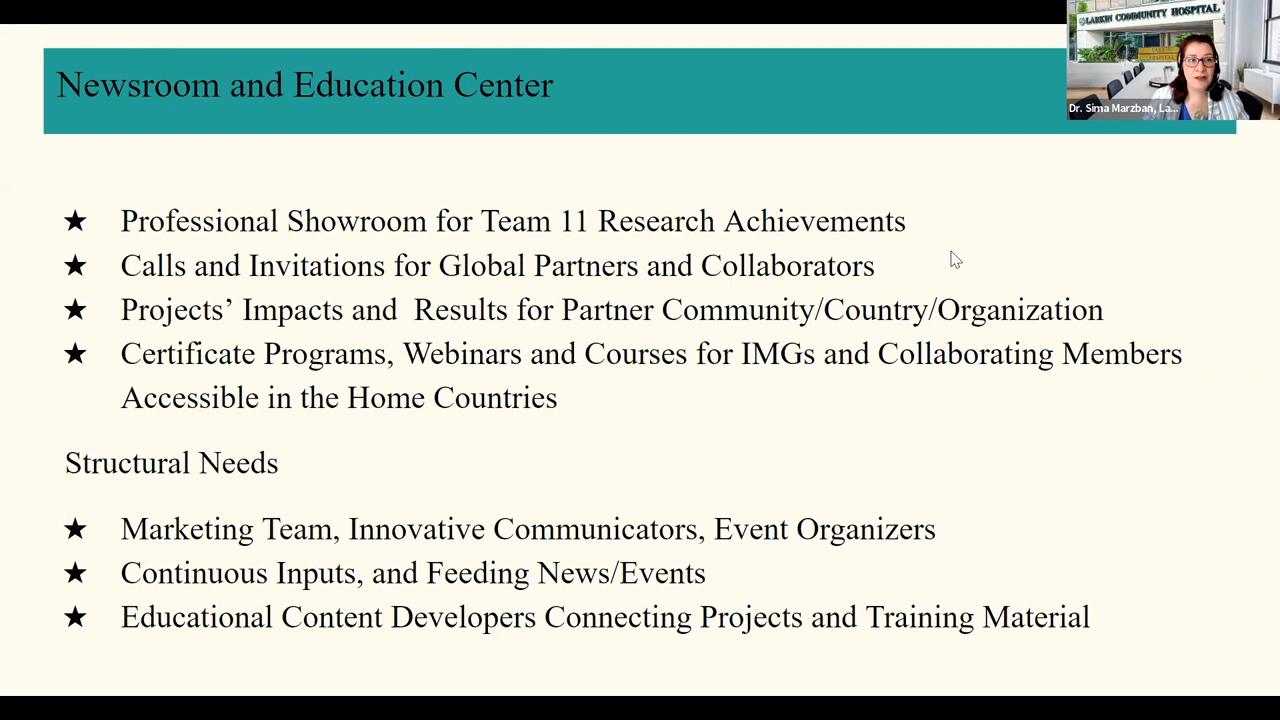 LARKIN COMMUNITY HOSPITAL
HOSPITAL
Dr. Sima Marzban, La...
Newsroom and Education Center
★ Professional Showroom for Team 11 Research Achievements
★ Calls and Invitations for Global Partners and Collaborators
★ Projects’ Impacts and  Results for Partner Community/Country/Organization
★ Certificate Programs, Webinars and Courses for IMGs and Collaborating Members
Accessible in the Home Countries
Structural Needs
★ Marketing Team, Innovative Communicators, Event Organizers
★ Continuous Inputs, and Feeding News/Events
★ Educational Content Developers Connecting Projects and Training Material